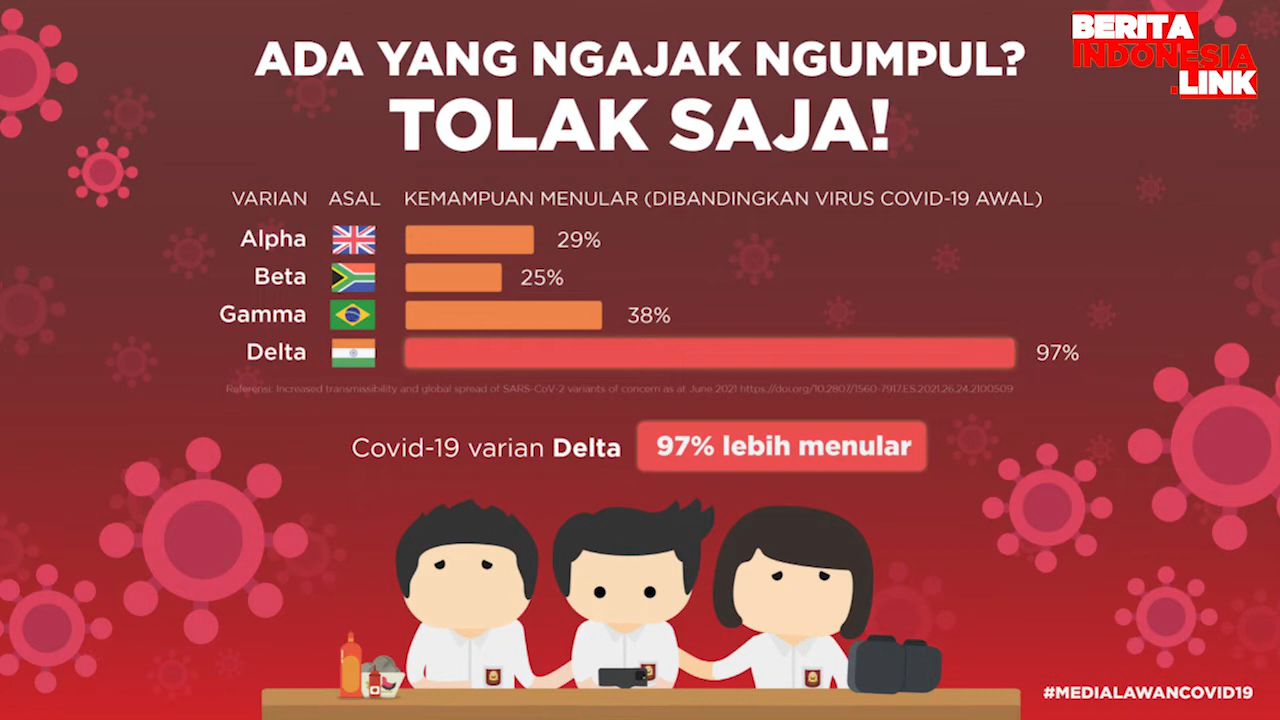 BERITA
INDONESIA
.LINK
ADA YANG NGAJAK NGUMPUL?
TOLAK SAJA!
VARIAN ASAL KEMAMPUAN MENULAR (DIBANDINGKAN VIRUS COVID-19 AWAL)
Alpha 29%
Beta 25%
Gamma 38%
Delta 97%
Referensi: Increased transmissibility and global spread of SARS-CoV-2 variants of concern as at June 2021 https://doi.org/10.2807/1560-7917.ES.2021.26.24.2100509
Covid-19 varian Delta 97% lebih menular
#MEDIALAWANCOVID19